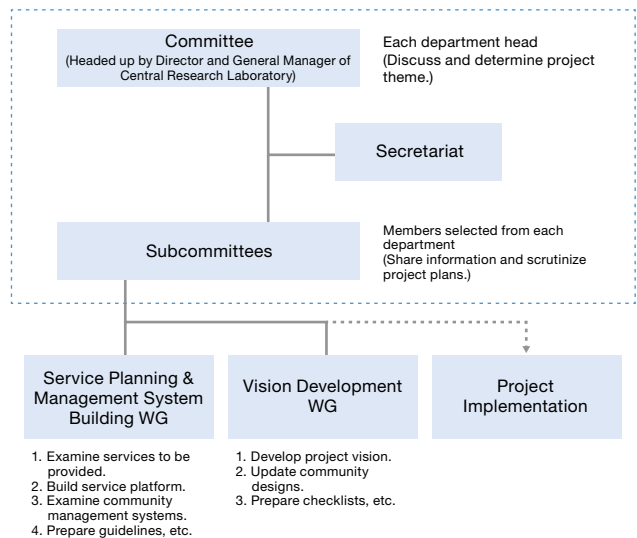 Committee
(Headed up by Director and General Manager of
Central Research Laboratory)
Each department head
(Discuss and determine project
theme.)
Secretariat
Subcommittees
Members selected from each
department
(Share information and scrutinize
project plans.)
Service Planning &
Management System
Building WG
1. Examine services to be
provided.
2. Build service platform.
3. Examine community
management systems.
4. Prepare guidelines, etc.
Vision Development
WG
1. Develop project vision.
2. Update community
designs.
3. Prepare checklists, etc.
Project
Implementation